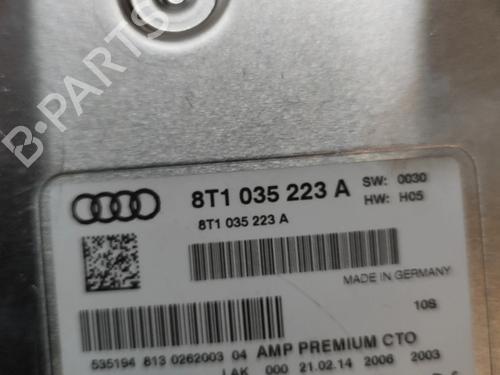 B-PARTS
8T1 035 223 A SW: 0030
8T1 035 223 A HW: H05
MADE IN GERMANY
10S
535194 813 0262003 04 AMP PREMIUM CTO
LAK 000 21.02.14 2006 2003